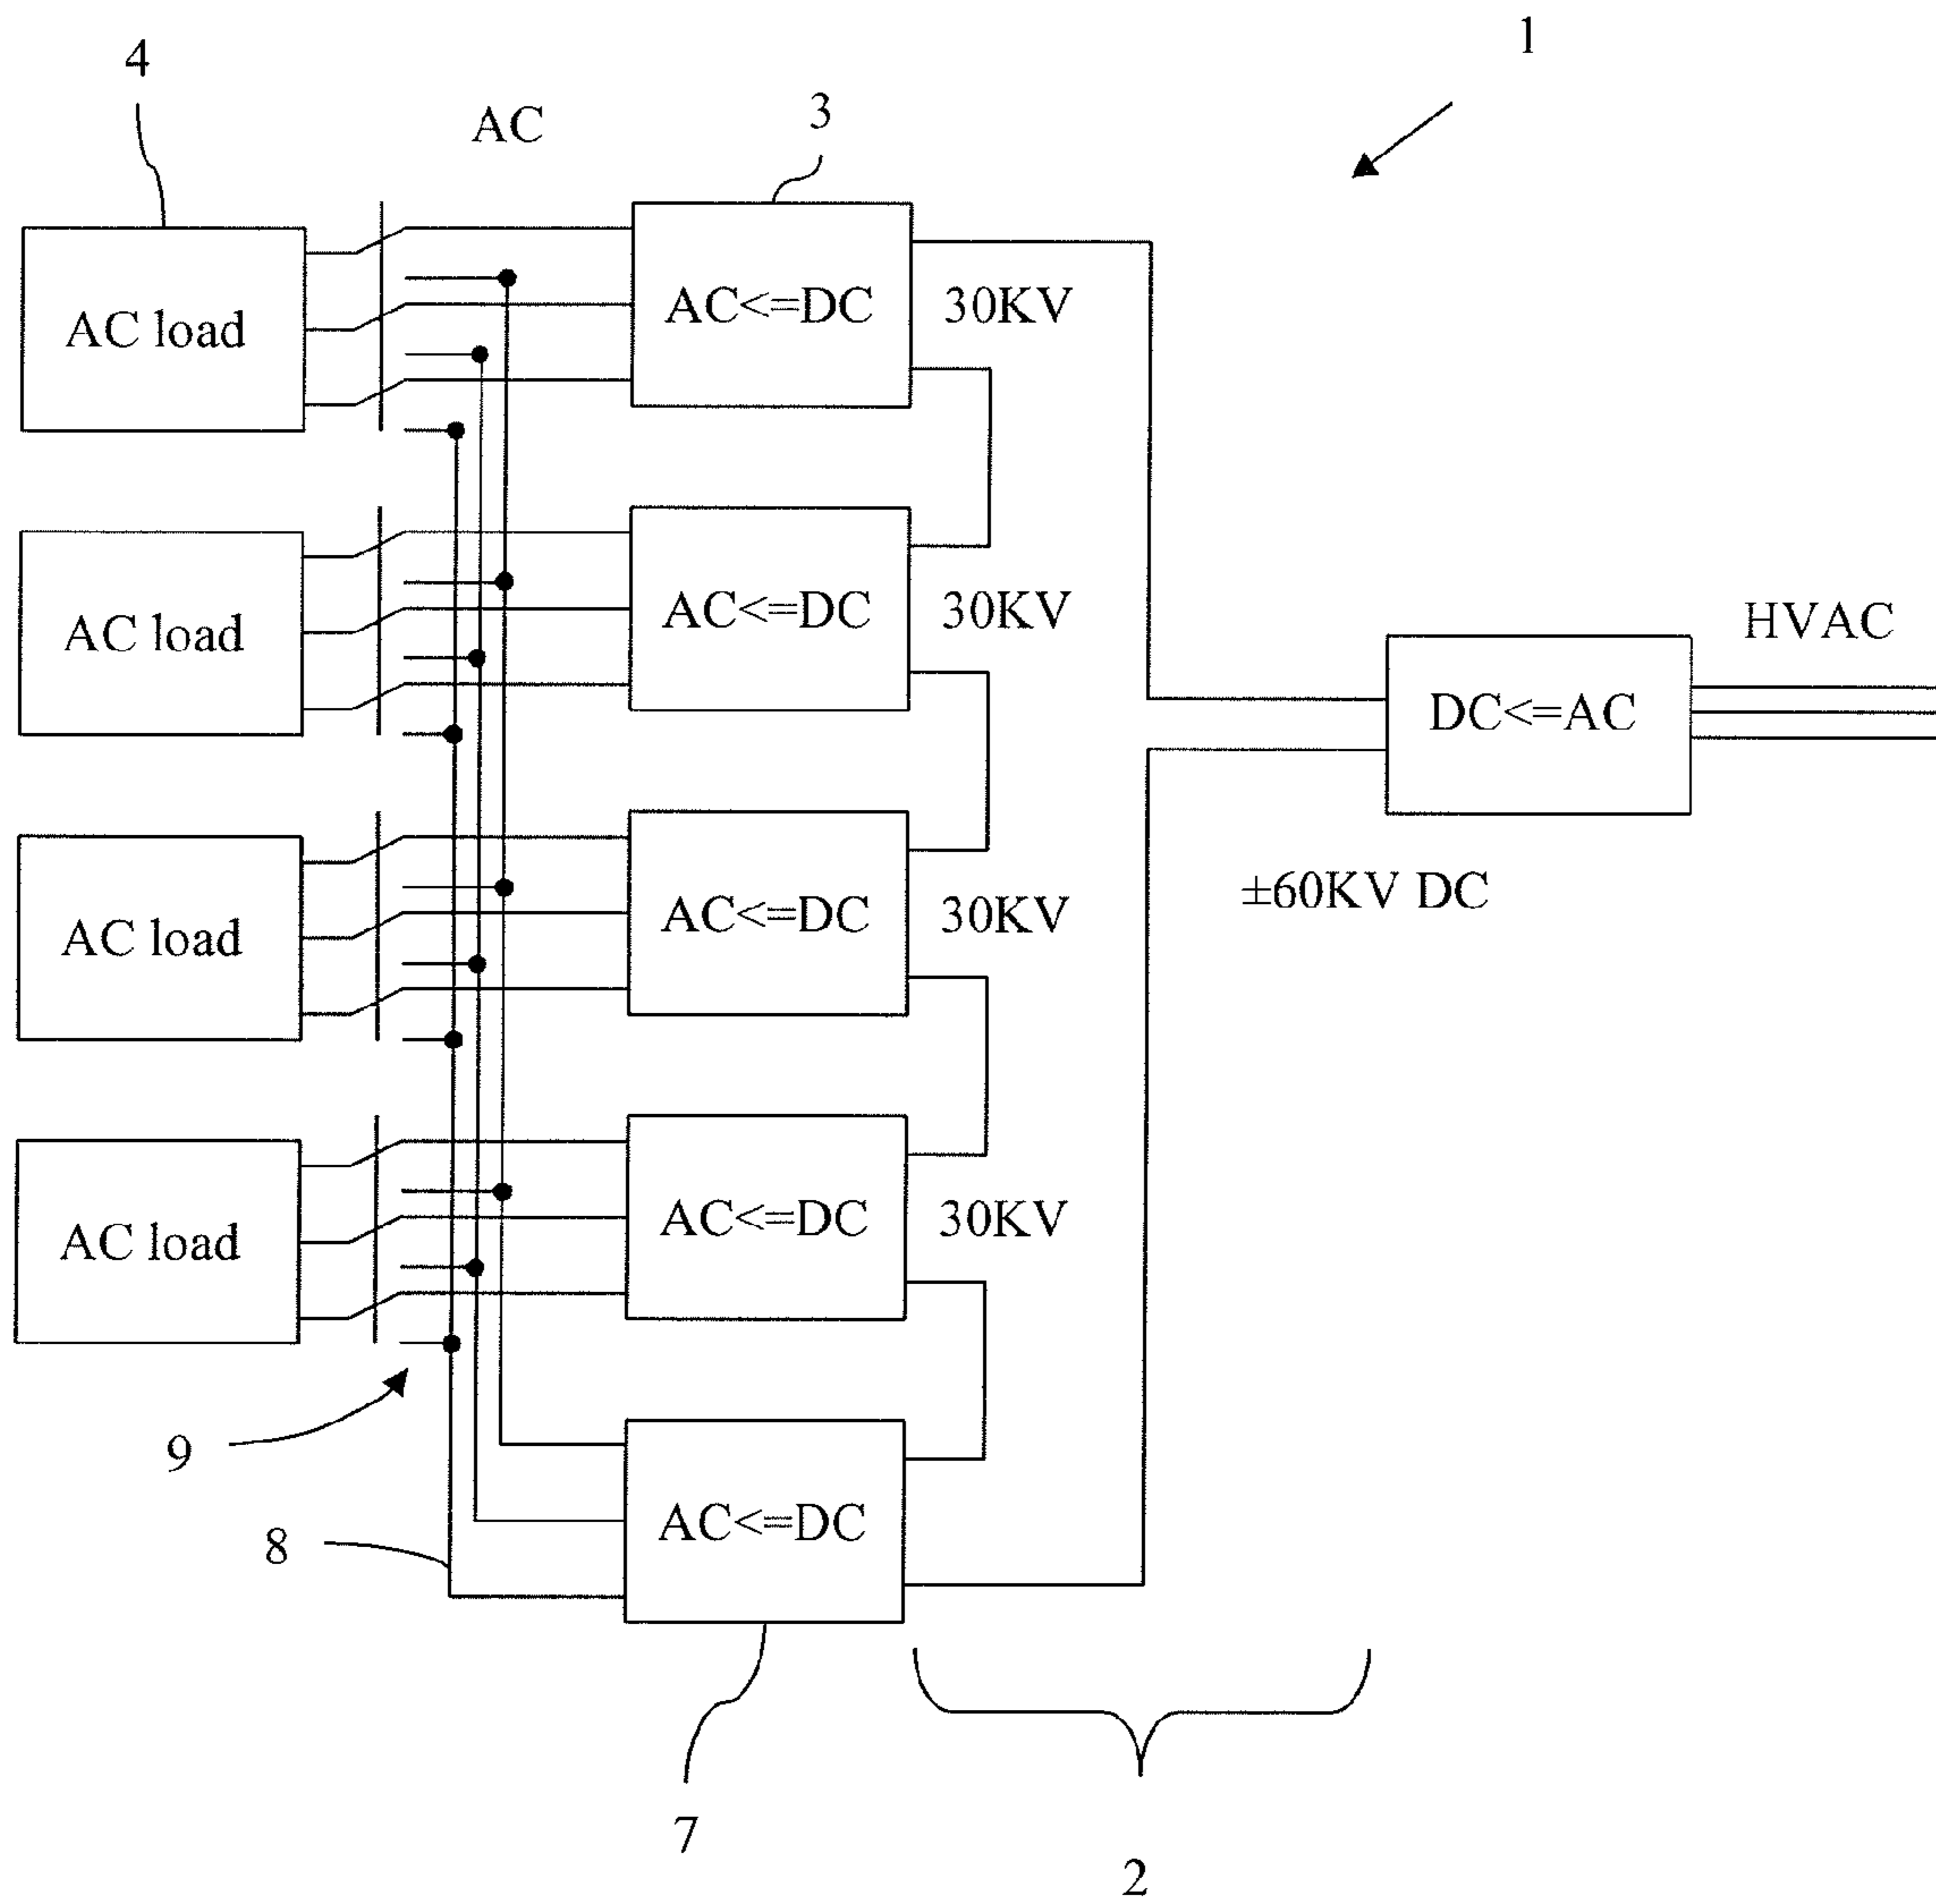 1
4
AC
3
AC load
AC<=DC
30KV
AC load
AC<=DC
30KV
HVAC
DC<=AC
AC load
AC<=DC
30KV
±60KV DC
AC load
AC<=DC
30KV
9
8
AC<=DC
7
2